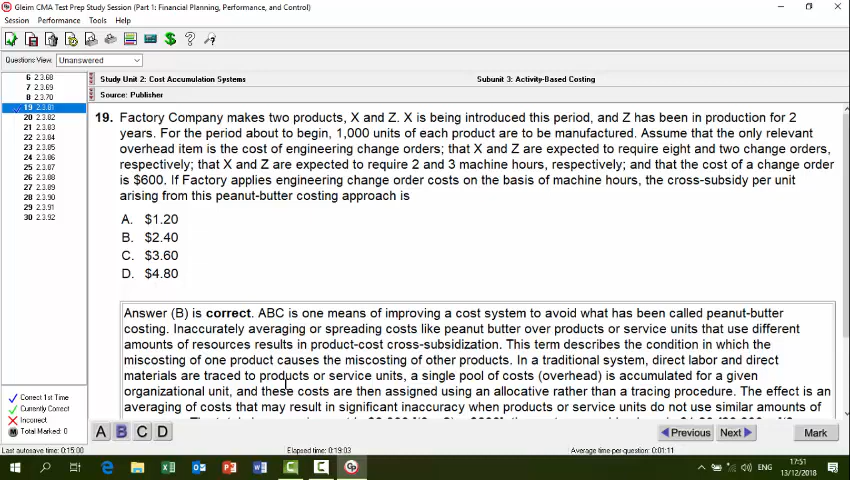 Gleim CMA Test Prep Study Session (Part 1: Financial Planning, Performance, and Control)
Session Performance Tools Help
Questions View: Unanswered
6 2.3.68
7 2.3.69
8 2.3.70
19 2.3.81
20 2.3.82
21 2.3.83
22 2.3.84
23 2.3.85
24 2.3.86
25 2.3.87
26 2.3.88
27 2.3.89
28 2.3.90
29 2.3.91
30 2.3.92
Study Unit 2: Cost Accumulation Systems Subunit 3: Activity-Based Costing
Source: Publisher
19. Factory Company makes two products, X and Z. X is being introduced this period, and Z has been in production for 2
years. For the period about to begin, 1,000 units of each product are to be manufactured. Assume that the only relevant
overhead item is the cost of engineering change orders; that X and Z are expected to require eight and two change orders,
respectively; that X and Z are expected to require 2 and 3 machine hours, respectively; and that the cost of a change order
is $600. If Factory applies engineering change order costs on the basis of machine hours, the cross-subsidy per unit
arising from this peanut-butter costing approach is
A. $1.20
B. $2.40
C. $3.60
D. $4.80
Answer (B) is correct. ABC is one means of improving a cost system to avoid what has been called peanut-butter
costing. Inaccurately averaging or spreading costs like peanut butter over products or service units that use different
amounts of resources results in product-cost cross-subsidization. This term describes the condition in which the
miscosting of one product causes the miscosting of other products. In a traditional system, direct labor and direct
materials are traced to products or service units, a single pool of costs (overhead) is accumulated for a given
organizational unit, and these costs are then assigned using an allocative rather than a tracing procedure. The effect is an
averaging of costs that may result in significant inaccuracy when products or service units do not use similar amounts of
Correct 1st Time
Currently Correct
Incorrect
M Total Marked: 0
A B C D
Previous Next Mark
Last autosave time: 0:15:00 Elapsed time: 0:19:03 Average time per question: 0:01:11
ENG
17:51
13/12/2018